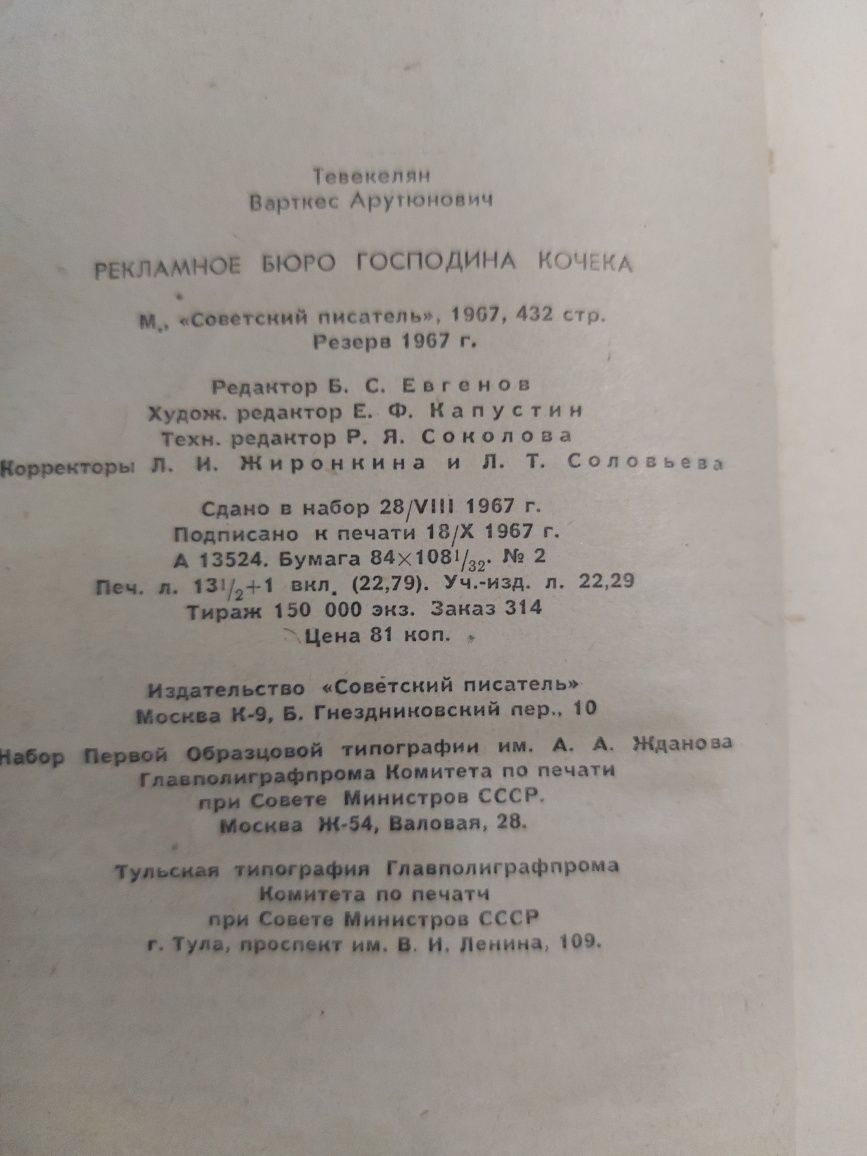 Тевекелян
Варткес Арутюнович
РЕКЛАМНОЕ БЮРО ГОСПОДИНА КОЧЕКА
М., «Советский писатель», 1967, 432 стр.
Резерв 1967 г.
Редактор Б. С. Евгенов
Худож. редактор Е. Ф. Капустин
Техн. редактор Р. Я. Соколова
Корректоры Л. И. Жиронкина и Л. Т. Соловьева
Сдано в набор 28/VIII 1967 г.
Подписано к печати 18/X 1967 г.
А 13524. Бумага 84×108 1/32. № 2
Печ. л. 13 1/2+1 вкл. (22,79). Уч.-изд. л. 22,29
Тираж 150 000 экз. Заказ 314
Цена 81 коп.
Издательство «Советский писатель»
Москва К-9, Б. Гнездниковский пер., 10
Набор Первой Образцовой типографии им. А. А. Жданова
Главполиграфпрома Комитета по печати
при Совете Министров СССР.
Москва Ж-54, Валовая, 28.
Тульская типография Главполиграфпрома
Комитета по печати
при Совете Министров СССР
г. Тула, проспект им. В. И. Ленина, 109.